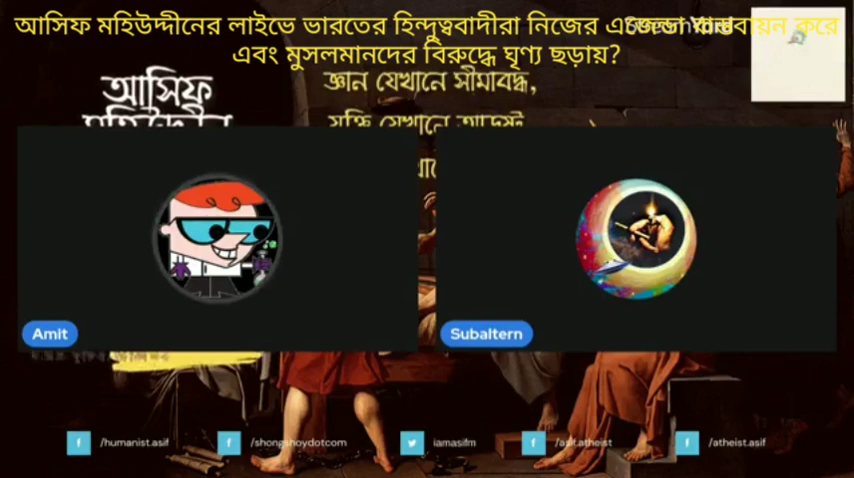 আসিফ মহিউদ্দীনের লাইভে ভারতের হিন্দুত্ববাদীরা নিজের এজেন্ডা বাস্তবায়ন করে
এবং মুসলমানদের বিরুদ্ধে ঘৃণ্য ছড়ায়?
আসিফ
জ্ঞান যেখানে সীমাবদ্ধ,
যেখানে
Amit
Subaltern
/humanist.asif
/shongshoydotcom
iamasifm
/asif.atheist
/atheist.asif